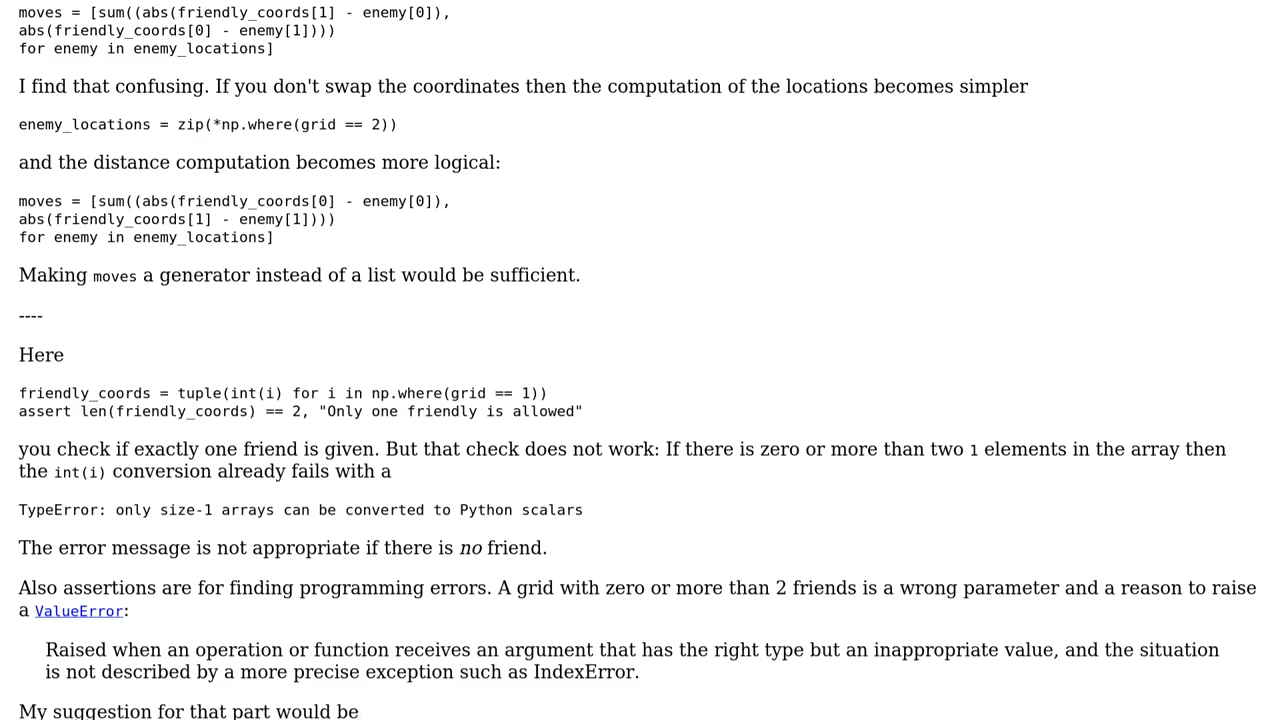 moves = [sum((abs(friendly_coords[1] - enemy[0]),
abs(friendly_coords[0] - enemy[1])))
for enemy in enemy_locations]
I find that confusing. If you don't swap the coordinates then the computation of the locations becomes simpler
enemy_locations = zip(*np.where(grid == 2))
and the distance computation becomes more logical:
moves = [sum((abs(friendly_coords[0] - enemy[0]),
abs(friendly_coords[1] - enemy[1])))
for enemy in enemy_locations]
Making moves a generator instead of a list would be sufficient.
----
Here
friendly_coords = tuple(int(i) for i in np.where(grid == 1))
assert len(friendly_coords) == 2, "Only one friendly is allowed"
you check if exactly one friend is given. But that check does not work: If there is zero or more than two 1 elements in the array then
the int(i) conversion already fails with a
TypeError: only size-1 arrays can be converted to Python scalars
The error message is not appropriate if there is no friend.
Also assertions are for finding programming errors. A grid with zero or more than 2 friends is a wrong parameter and a reason to raise
a ValueError:
Raised when an operation or function receives an argument that has the right type but an inappropriate value, and the situation
is not described by a more precise exception such as IndexError.
My suggestion for that part would be